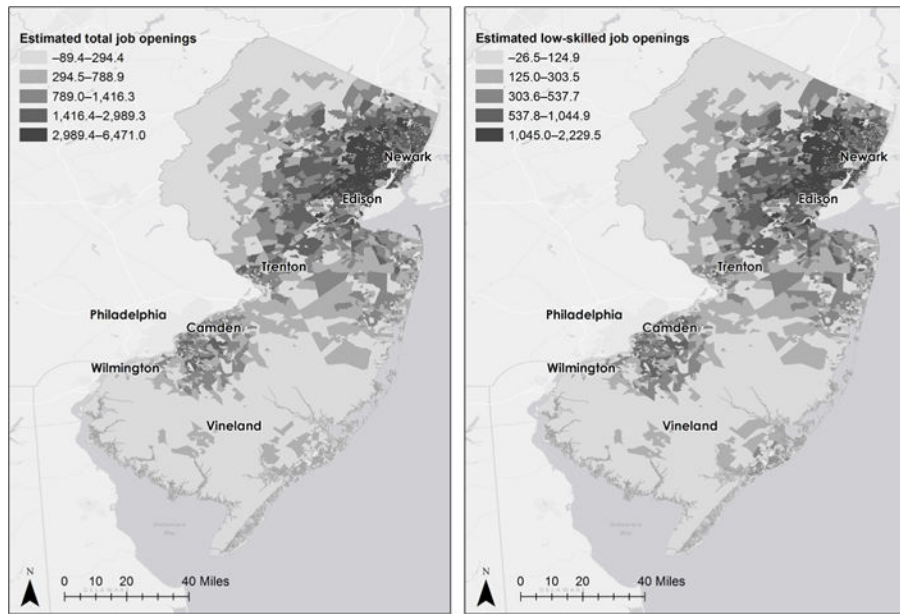 Estimated total job openings
–89.4–294.4
294.5–788.9
789.0–1,416.3
1,416.4–2,989.3
2,989.4–6,471.0
Newark
Edison
Trenton
Philadelphia
Camden
Wilmington
Vineland
N
0 10 20 40 Miles
DELAWARE
Estimated low-skilled job openings
–26.5–124.9
125.0–303.5
303.6–537.7
537.8–1,044.9
1,045.0–2,229.5
Newark
Edison
Trenton
Philadelphia
Camden
Wilmington
Vineland
N
0 10 20 40 Miles
DELAWARE